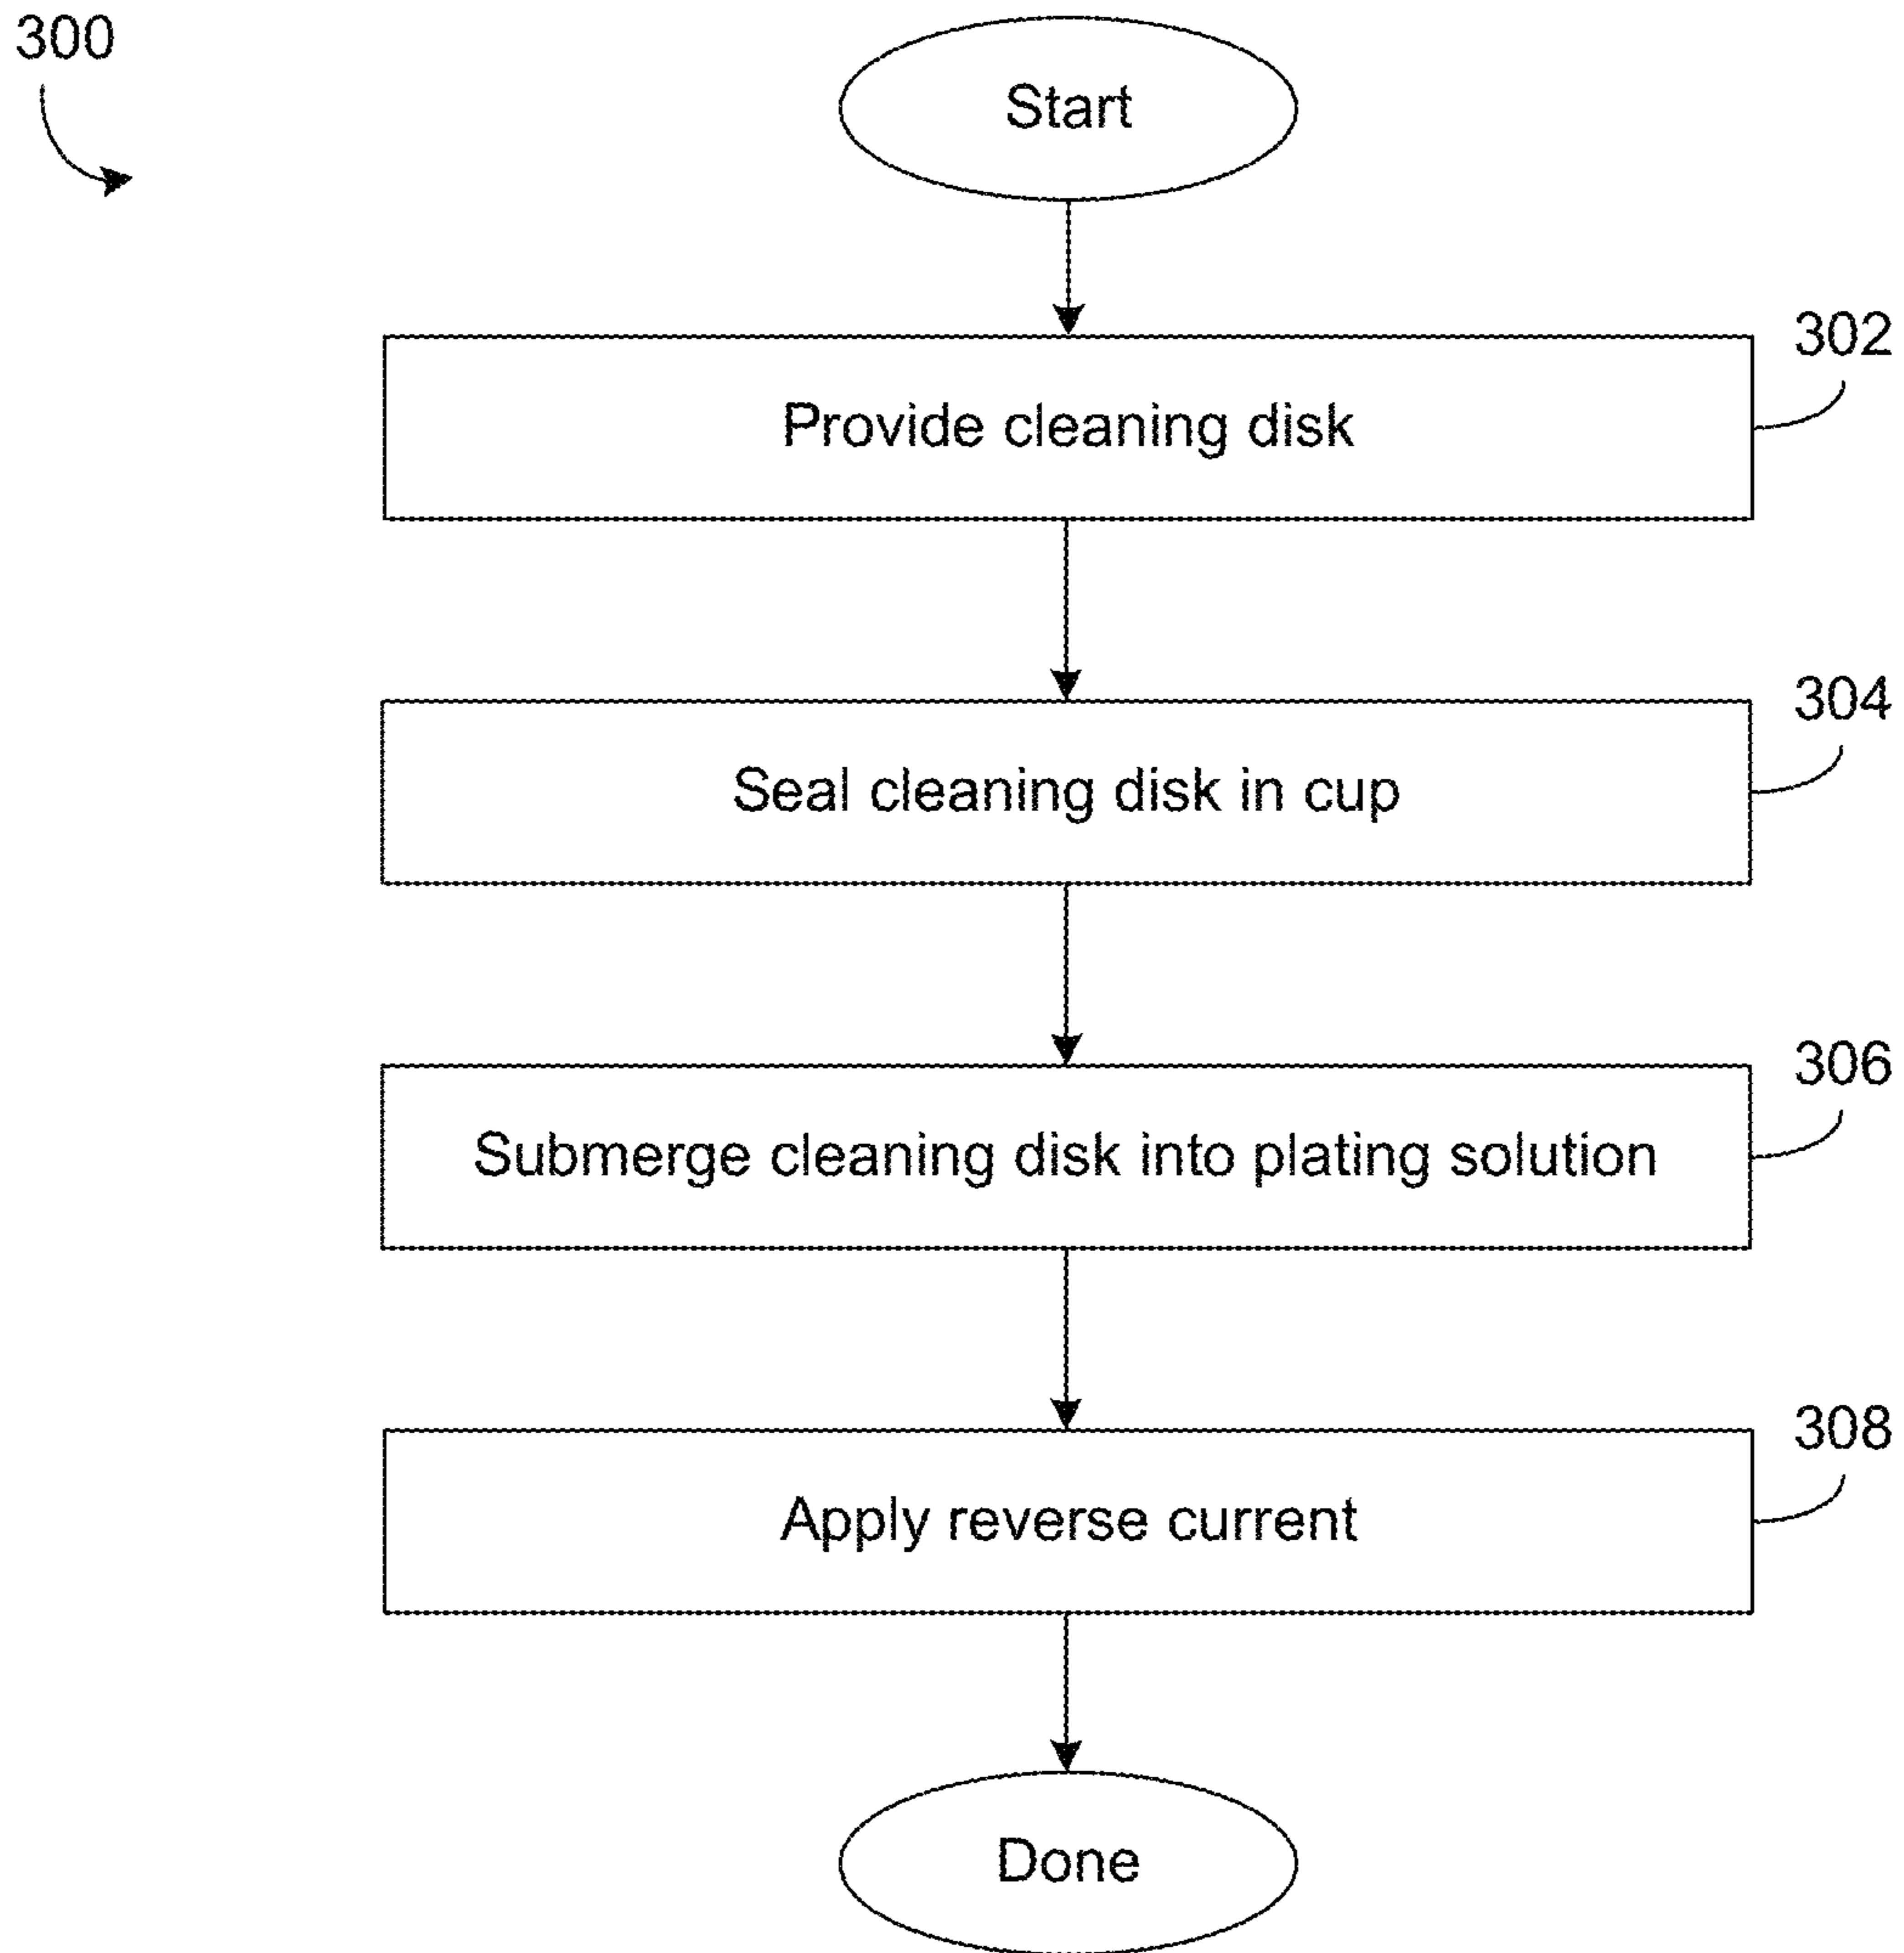 300
Start
302
Provide cleaning disk
304
Seal cleaning disk in cup
306
Submerge cleaning disk into plating solution
308
Apply reverse current
Done